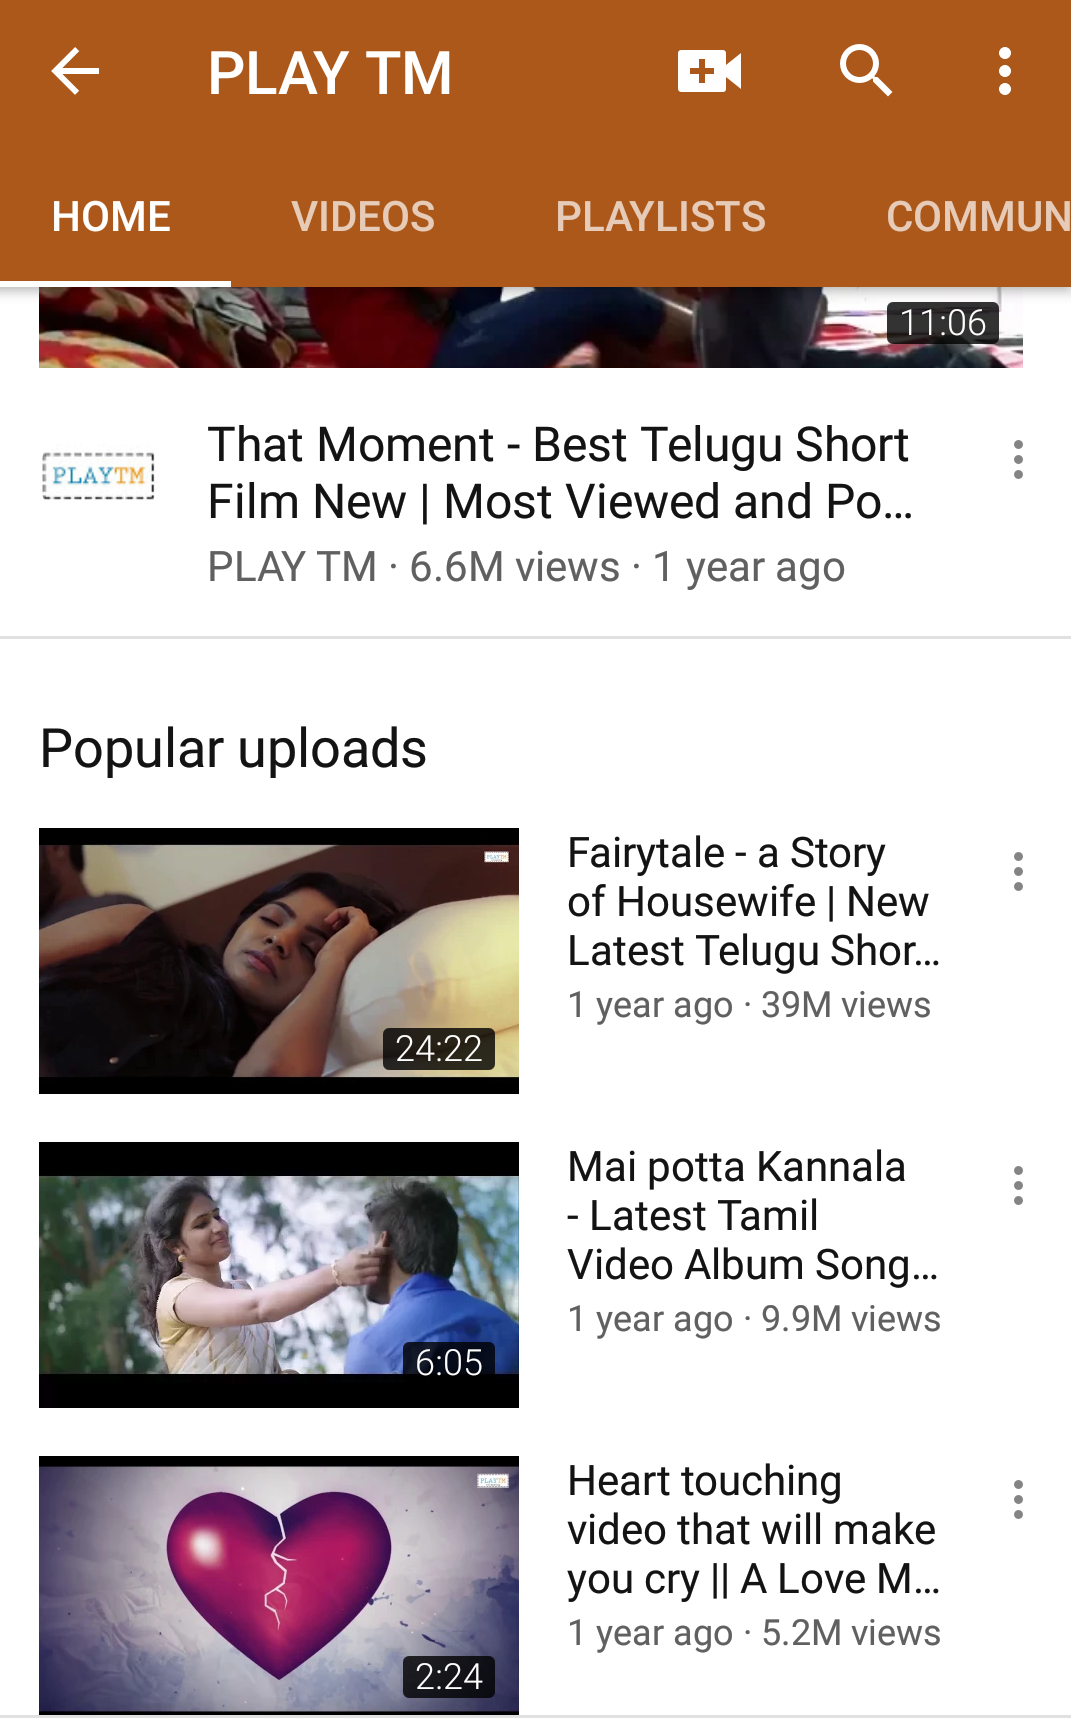 PLAY TM
HOME VIDEOS PLAYLISTS COMMUN
11:06
PLAYTM
That Moment - Best Telugu Short
Film New | Most Viewed and Po...
PLAY TM · 6.6M views · 1 year ago
Popular uploads
PLAYTM
24:22
Fairytale - a Story
of Housewife | New
Latest Telugu Shor...
1 year ago · 39M views
6:05
Mai potta Kannala
- Latest Tamil
Video Album Song...
1 year ago · 9.9M views
PLAYTM
2:24
Heart touching
video that will make
you cry || A Love M...
1 year ago · 5.2M views